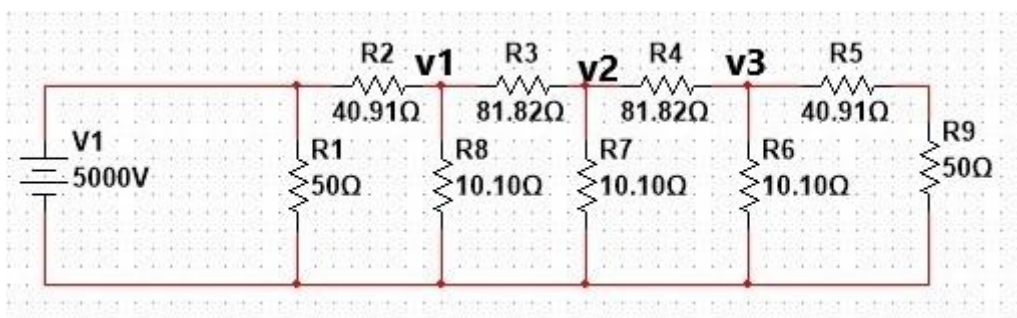 R2 v1 R3 v2 R4 v3 R5
40.91Ω 81.82Ω 81.82Ω 40.91Ω
V1
5000V
R1
50Ω
R8
10.10Ω
R7
10.10Ω
R6
10.10Ω
R9
50Ω